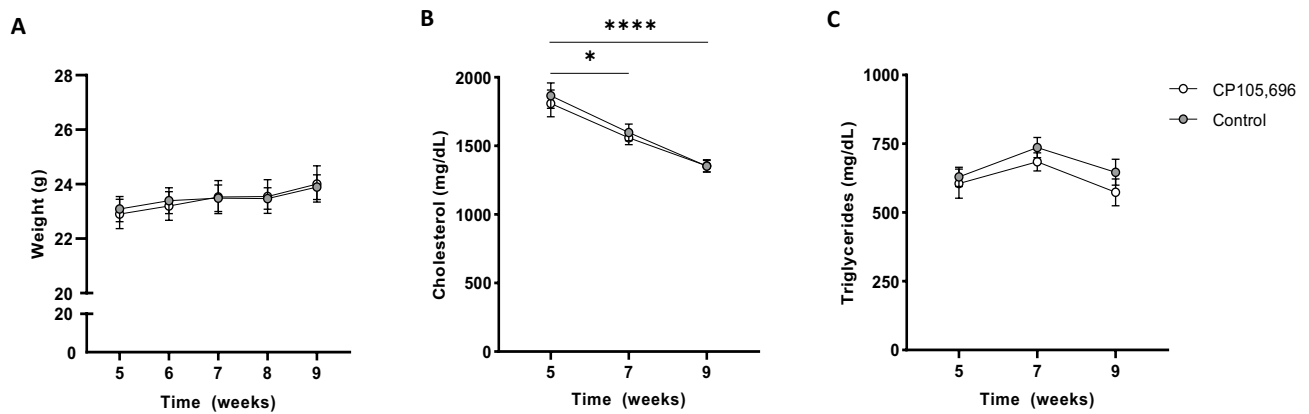 A
Weight (g)
28
26
24
22
20
20
0
5 6 7 8 9
Time (weeks)
B
****
*
Cholesterol (mg/dL)
2000
1500
1000
500
0
5 7 9
Time (weeks)
C
Triglycerides (mg/dL)
1000
750
500
250
0
5 7 9
Time (weeks)
CP105,696
Control